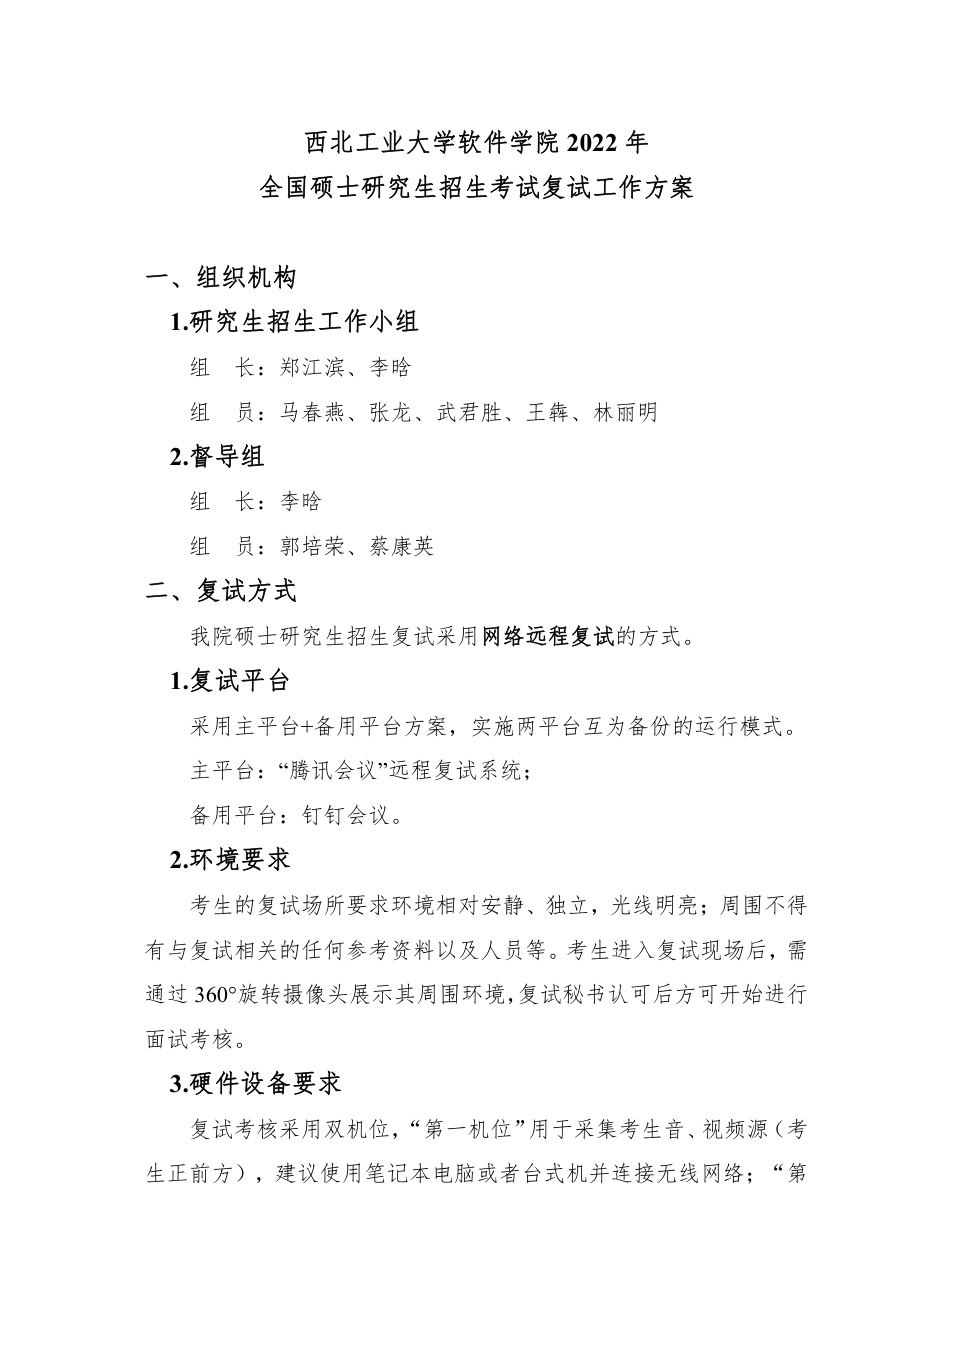 西北工业大学软件学院 2022 年
全国硕士研究生招生考试复试工作方案
一、组织机构
1.研究生招生工作小组
组　长：郑江滨、李晗
组　员：马春燕、张龙、武君胜、王犇、林丽明
2.督导组
组　长：李晗
组　员：郭培荣、蔡康英
二、复试方式
我院硕士研究生招生复试采用网络远程复试的方式。
1.复试平台
采用主平台+备用平台方案，实施两平台互为备份的运行模式。
主平台：“腾讯会议”远程复试系统；
备用平台：钉钉会议。
2.环境要求
考生的复试场所要求环境相对安静、独立，光线明亮；周围不得
有与复试相关的任何参考资料以及人员等。考生进入复试现场后，需
通过 360°旋转摄像头展示其周围环境，复试秘书认可后方可开始进行
面试考核。
3.硬件设备要求
复试考核采用双机位，“第一机位”用于采集考生音、视频源（考
生正前方），建议使用笔记本电脑或者台式机并连接无线网络；“第